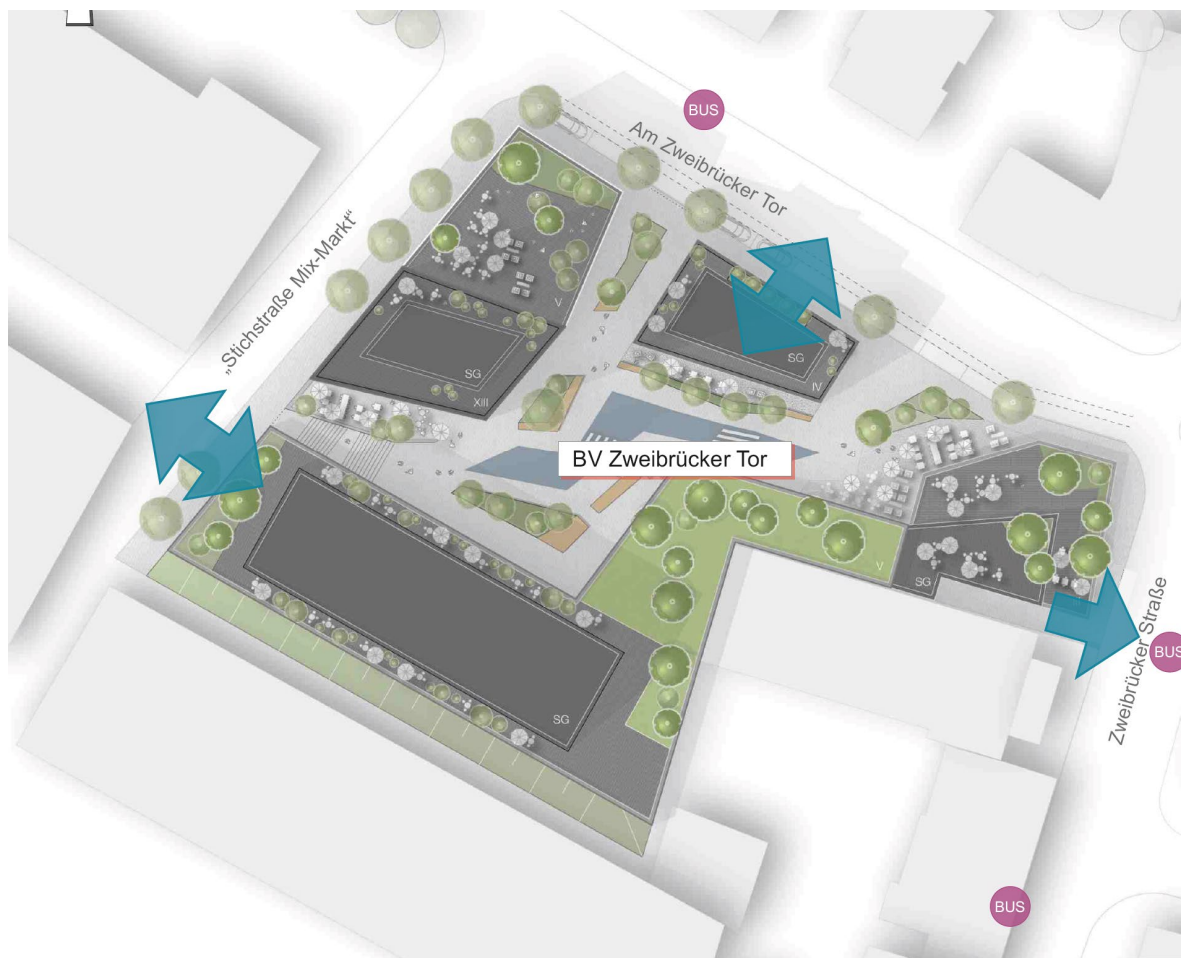 BUS
Am Zweibrücker Tor
„Stichstraße Mix-Markt“
V
SG
SG
XIII
IV
BV Zweibrücker Tor
V
SG
Zweibrücker Straße
BUS
SG
BUS